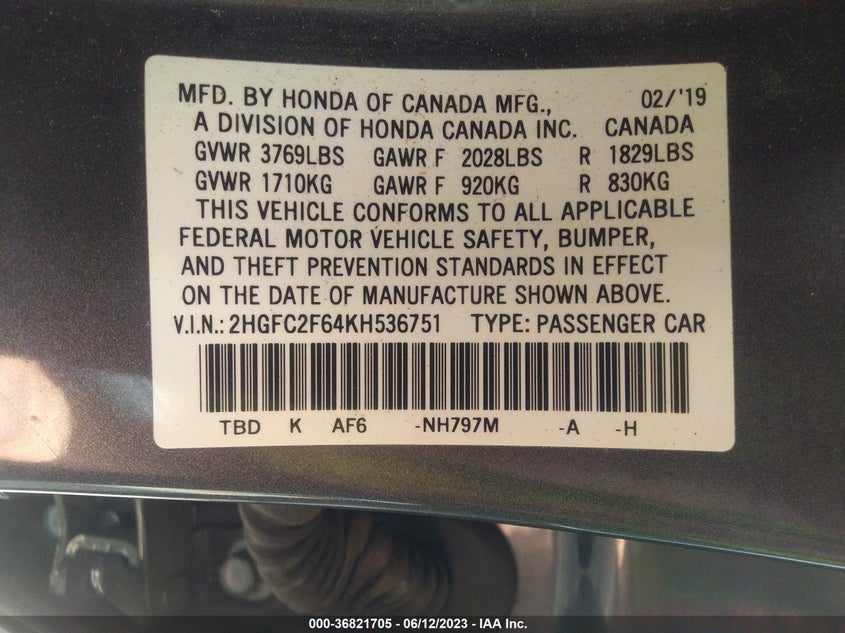 MFD. BY HONDA OF CANADA MFG., 02/'19
A DIVISION OF HONDA CANADA INC. CANADA
GVWR 3769LBS GAWR F 2028LBS R 1829LBS
GVWR 1710KG GAWR F 920KG R 830KG
THIS VEHICLE CONFORMS TO ALL APPLICABLE
FEDERAL MOTOR VEHICLE SAFETY, BUMPER,
AND THEFT PREVENTION STANDARDS IN EFFECT
ON THE DATE OF MANUFACTURE SHOWN ABOVE.
V.I.N.: 2HGFC2F64KH536751 TYPE: PASSENGER CAR
TBD K AF6 -NH797M -A -H
000-36821705 - 06/12/2023 - IAA Inc.